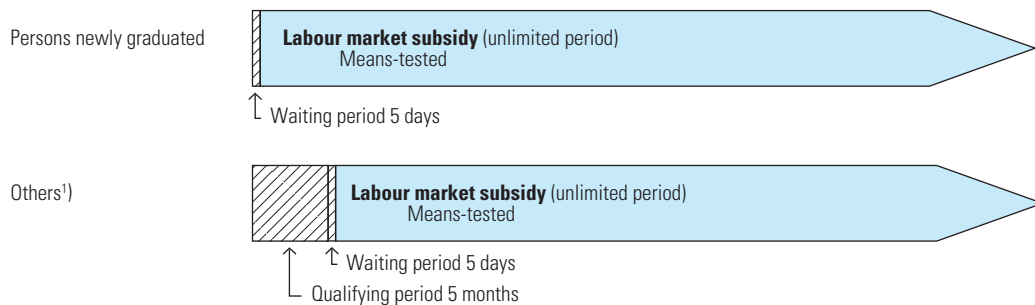 Persons newly graduated
Labour market subsidy (unlimited period)
Means-tested
Waiting period 5 days
Others¹)
Labour market subsidy (unlimited period)
Means-tested
Waiting period 5 days
Qualifying period 5 months